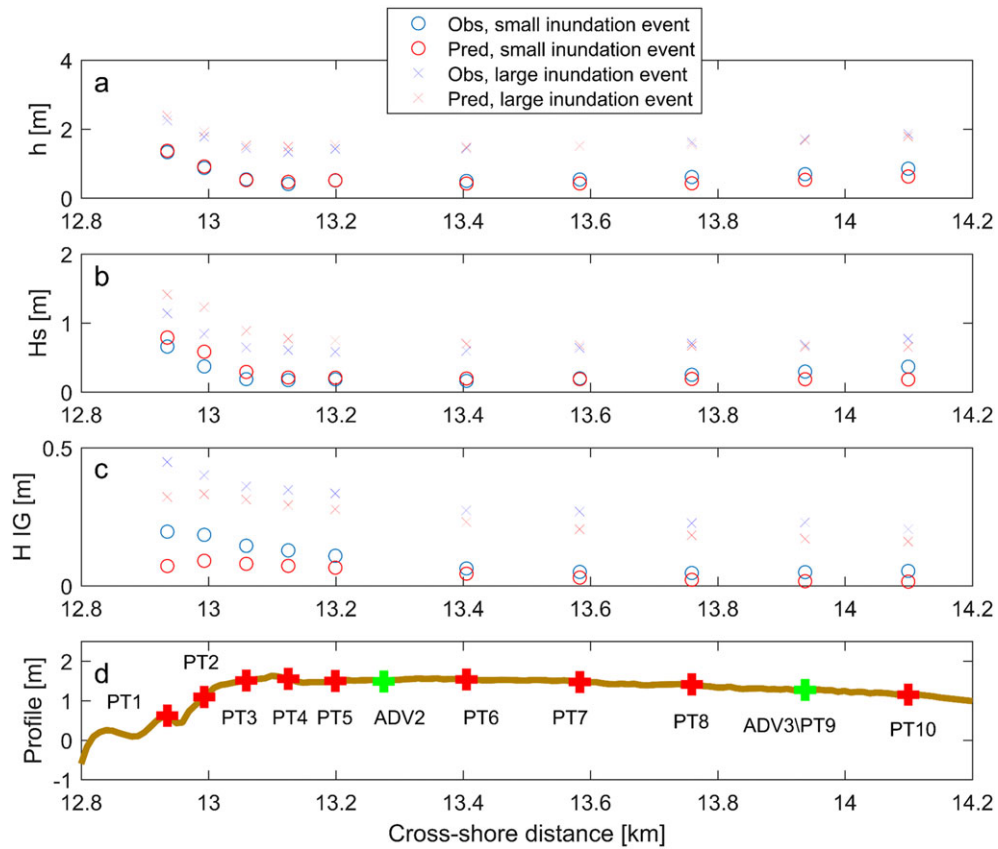 Obs, small inundation event
Pred, small inundation event
Obs, large inundation event
Pred, large inundation event
a
h [m]
4
2
0
12.8 13 13.2 13.4 13.6 13.8 14 14.2
b
Hs [m]
2
1
0
12.8 13 13.2 13.4 13.6 13.8 14 14.2
c
H IG [m]
0.5
0
12.8 13 13.2 13.4 13.6 13.8 14 14.2
d
Profile [m]
2
1
0
-1
PT1 PT2 PT3 PT4 PT5 ADV2 PT6 PT7 PT8 ADV3\PT9 PT10
12.8 13 13.2 13.4 13.6 13.8 14 14.2
Cross-shore distance [km]